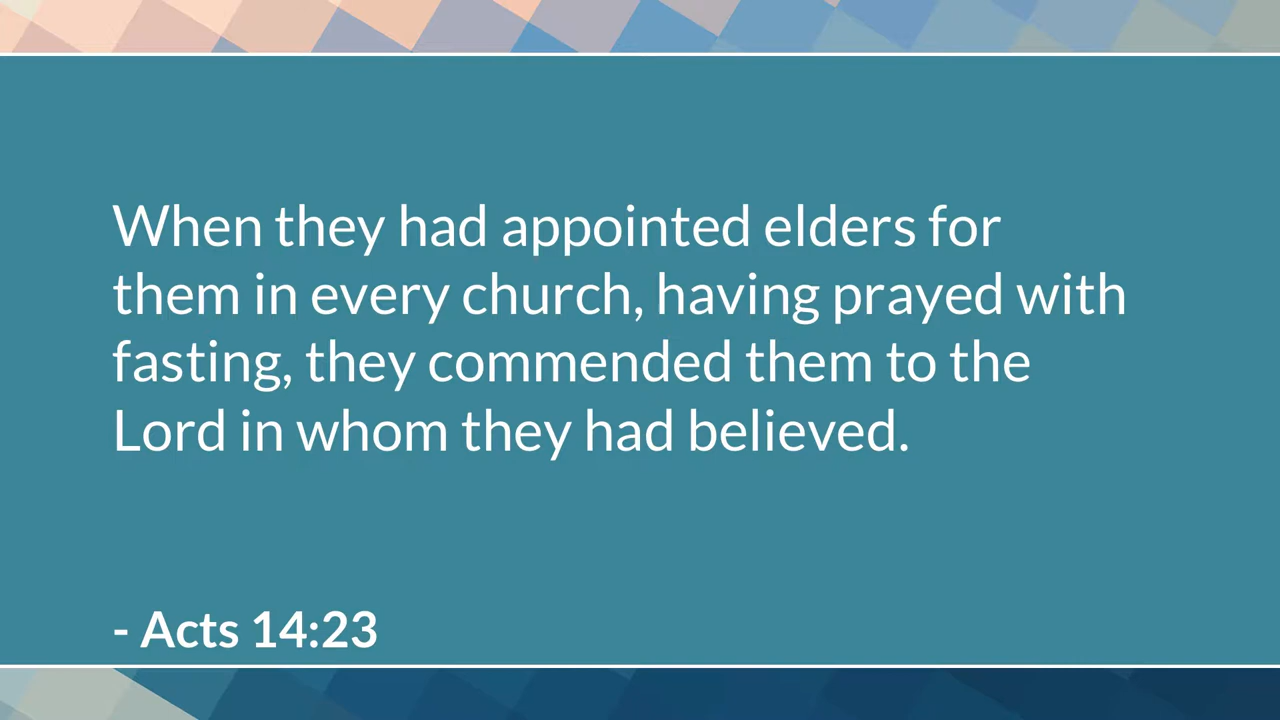 When they had appointed elders for
them in every church, having prayed with
fasting, they commended them to the
Lord in whom they had believed.
- Acts 14:23